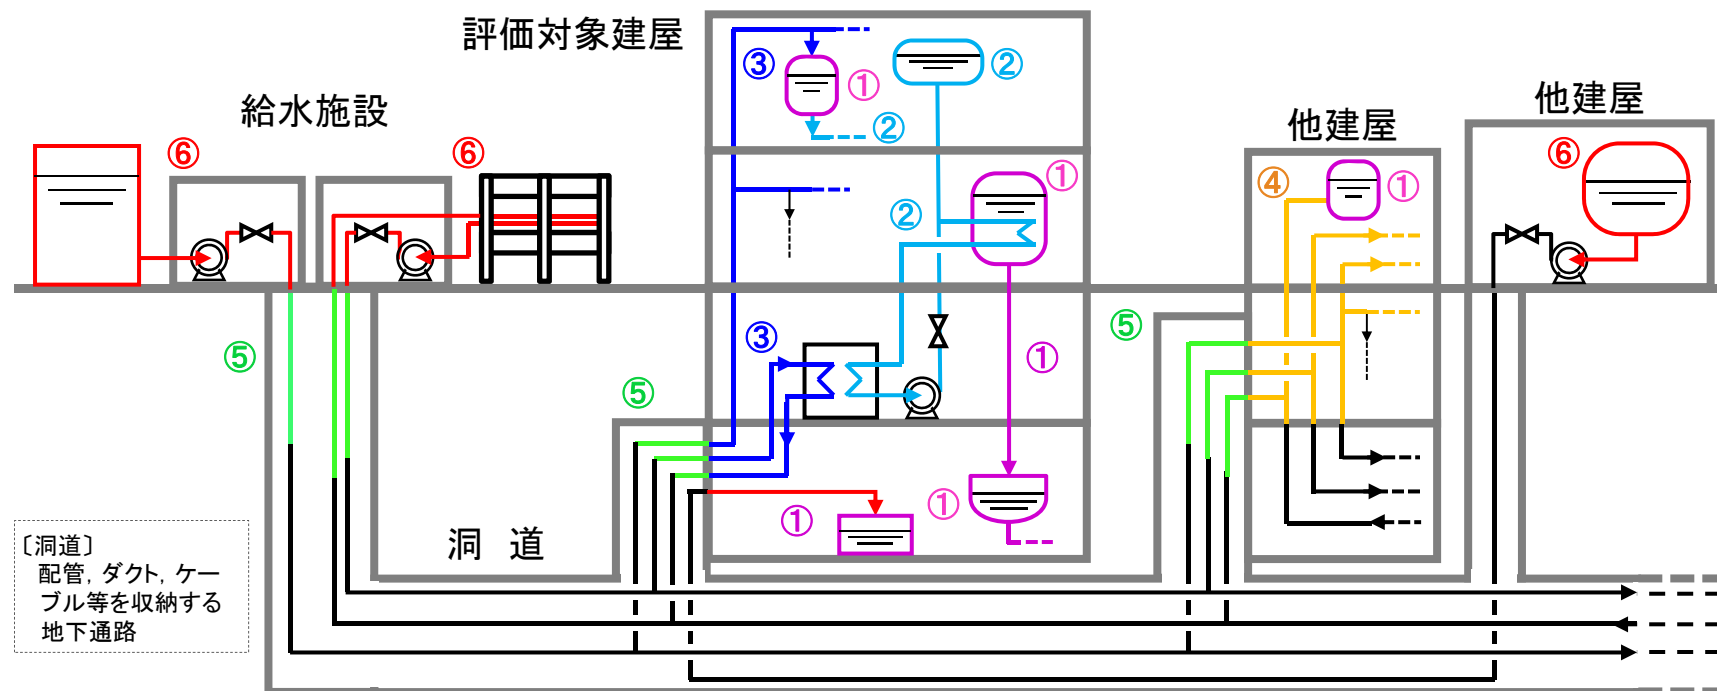 評価対象建屋
③
①
②
②
給水施設
他建屋
他建屋
⑥
⑥
⑥
①
④
①
②
③
①
⑤
⑤
⑤
①
①
洞 道
〔洞道〕
配管，ダクト，ケー
ブル等を収納する
地下通路